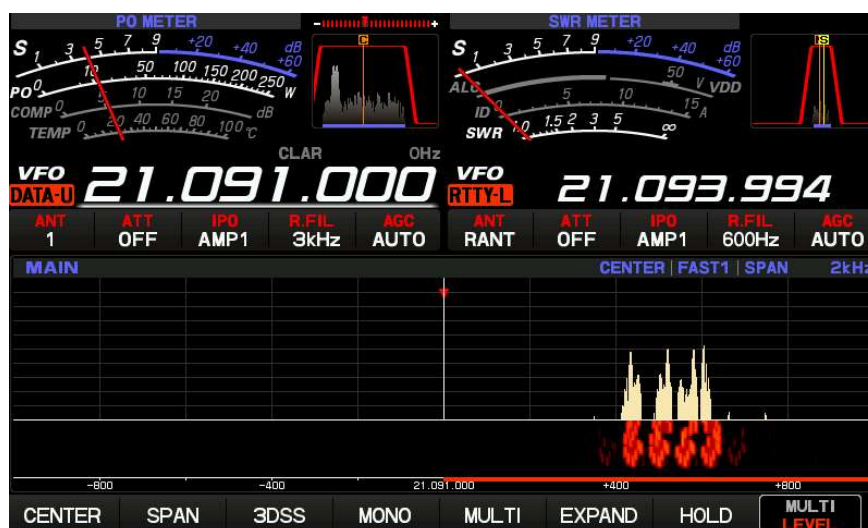 PO METER
SWR METER
S 1 3 5 7 9 +20 +40 +60 dB
PO 0 10 50 100 150 200 250 W
COMP 0 5 10 15 20 dB
TEMP 0 20 40 60 80 100 °C
- +
C
S 1 3 5 7 9 +20 +40 +60 dB
ALC 50 V VDD
ID 0 5 10 15 A
SWR 1.0 1.5 2 3 5 ∞
S
CLAR 0Hz
VFO
DATA-U 21.091.000
VFO
RTTY-L 21.093.994
ANT ATT IPO R.FIL AGC ANT ATT IPO R.FIL AGC
1 OFF AMP1 3kHz AUTO RANT OFF AMP1 600Hz AUTO
MAIN CENTER | FAST1 | SPAN 2kHz
-800 -400 21.091.000 +400 +800
CENTER SPAN 3DSS MONO MULTI EXPAND HOLD MULTI
LEVEL